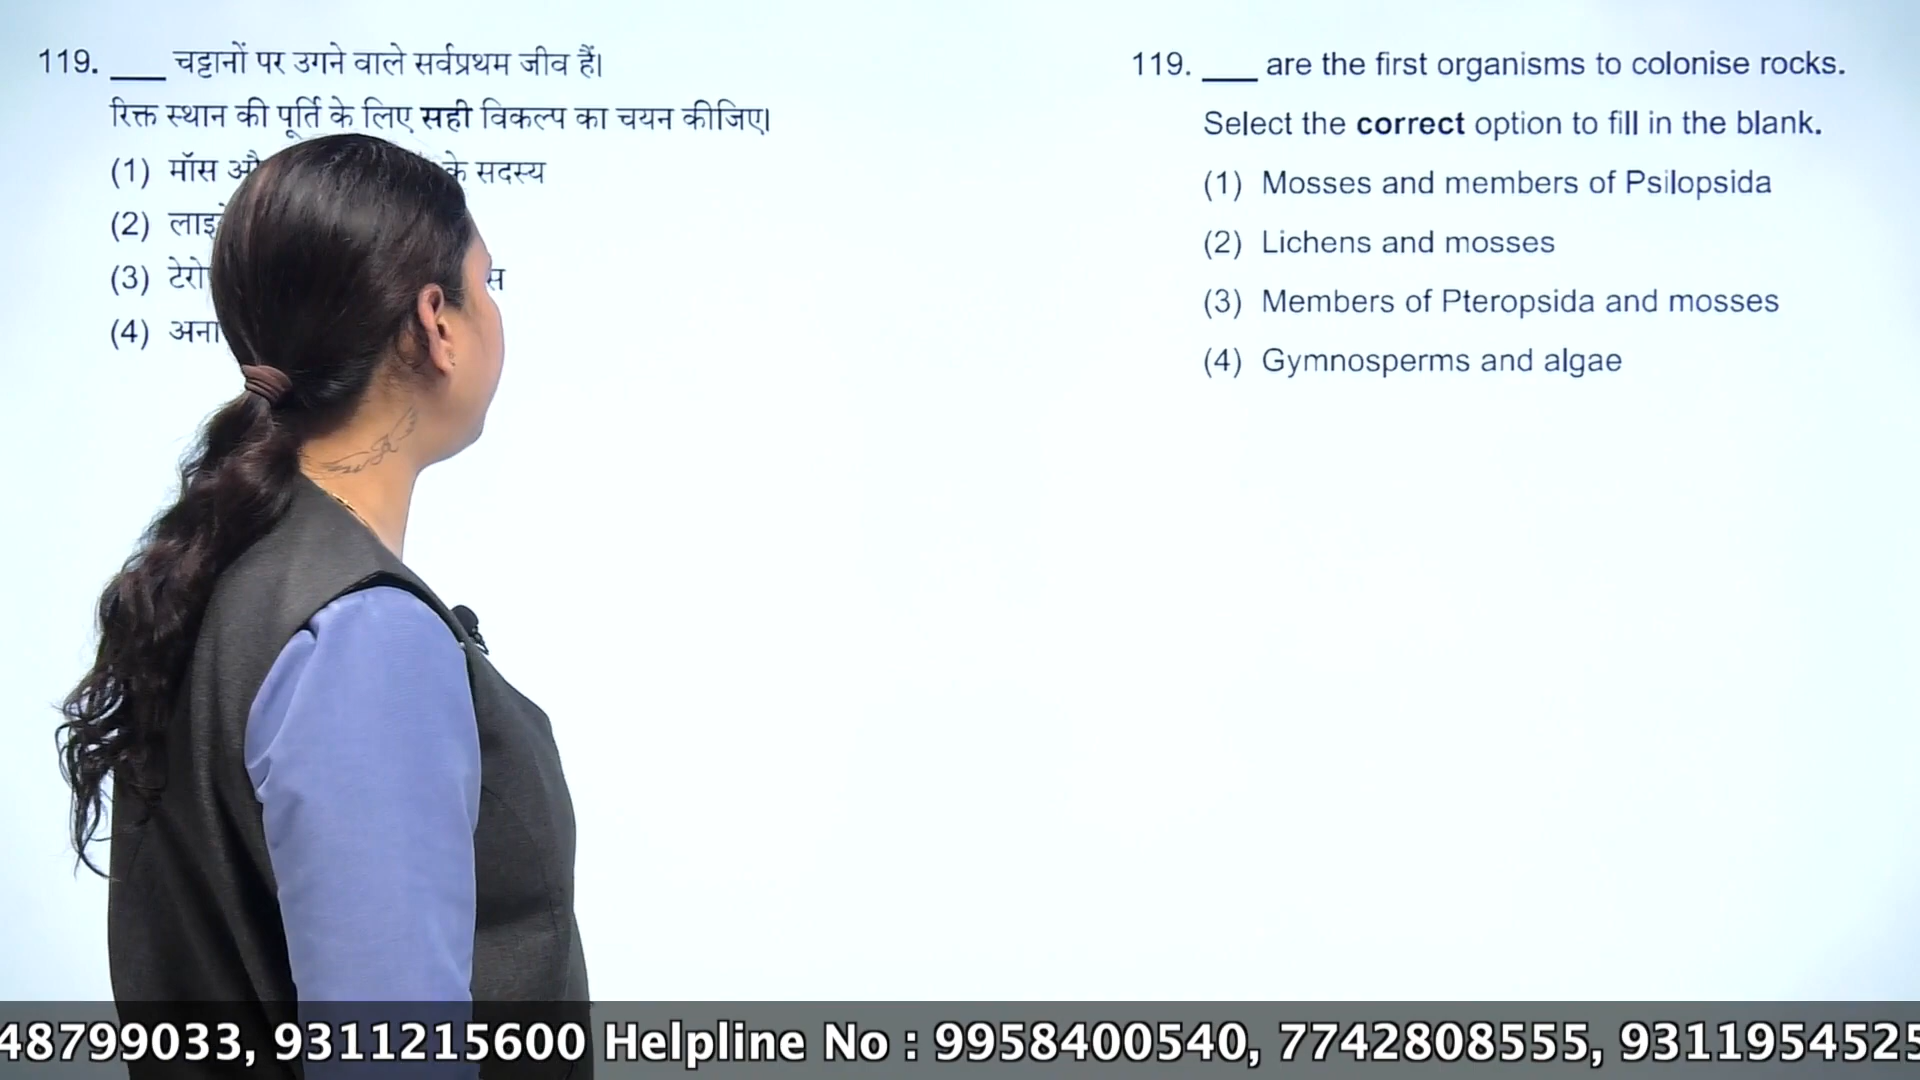 119. ___ चट्टानों पर उगने वाले सर्वप्रथम जीव हैं।
रिक्त स्थान की पूर्ति के लिए सही विकल्प का चयन कीजिए।
(1) मॉस के सदस्य
(2)
(3)
(4)
119. ___ are the first organisms to colonise rocks.
Select the correct option to fill in the blank.
(1) Mosses and members of Psilopsida
(2) Lichens and mosses
(3) Members of Pteropsida and mosses
(4) Gymnosperms and algae
48799033, 9311215600 Helpline No : 9958400540, 7742808555, 9311954525